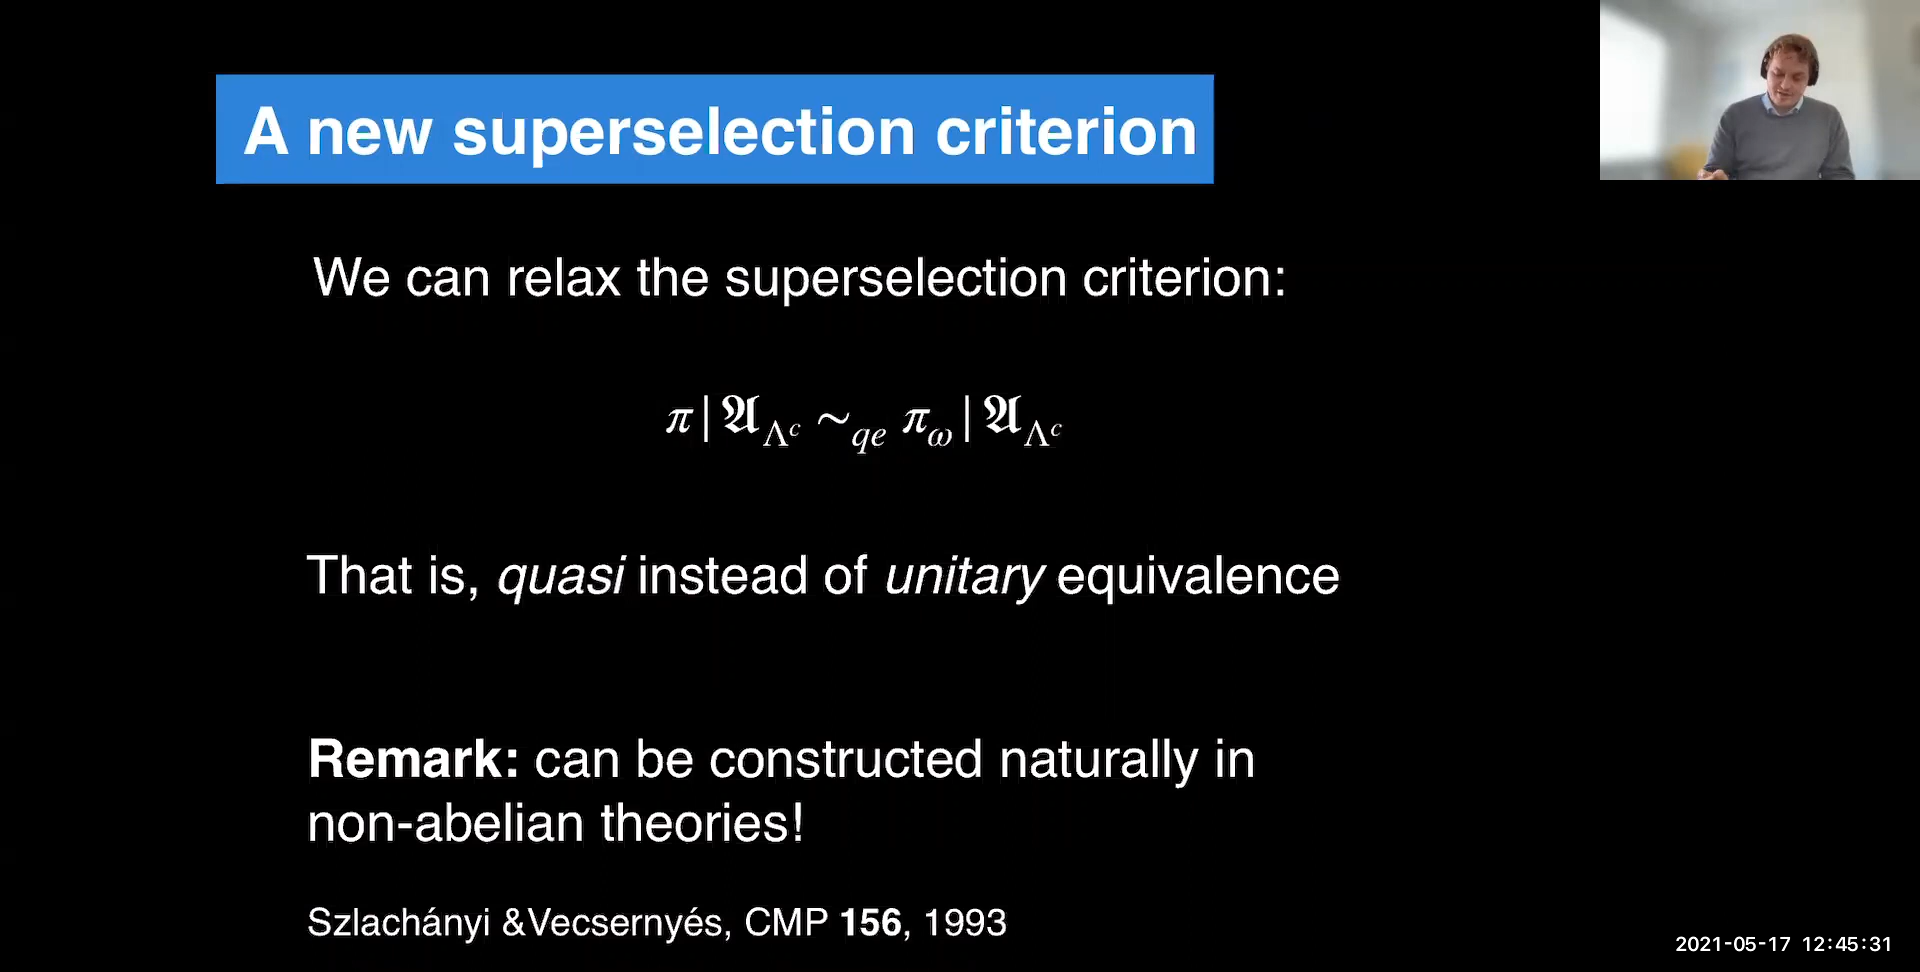 A new superselection criterion
We can relax the superselection criterion:
π | 𝔄_{Λ^c} ∼_{qe} π_ω | 𝔄_{Λ^c}
That is, quasi instead of unitary equivalence
Remark: can be constructed naturally in
non-abelian theories!
Szlachányi &Vecsernyés, CMP 156, 1993
2021-05-17 12:45:31